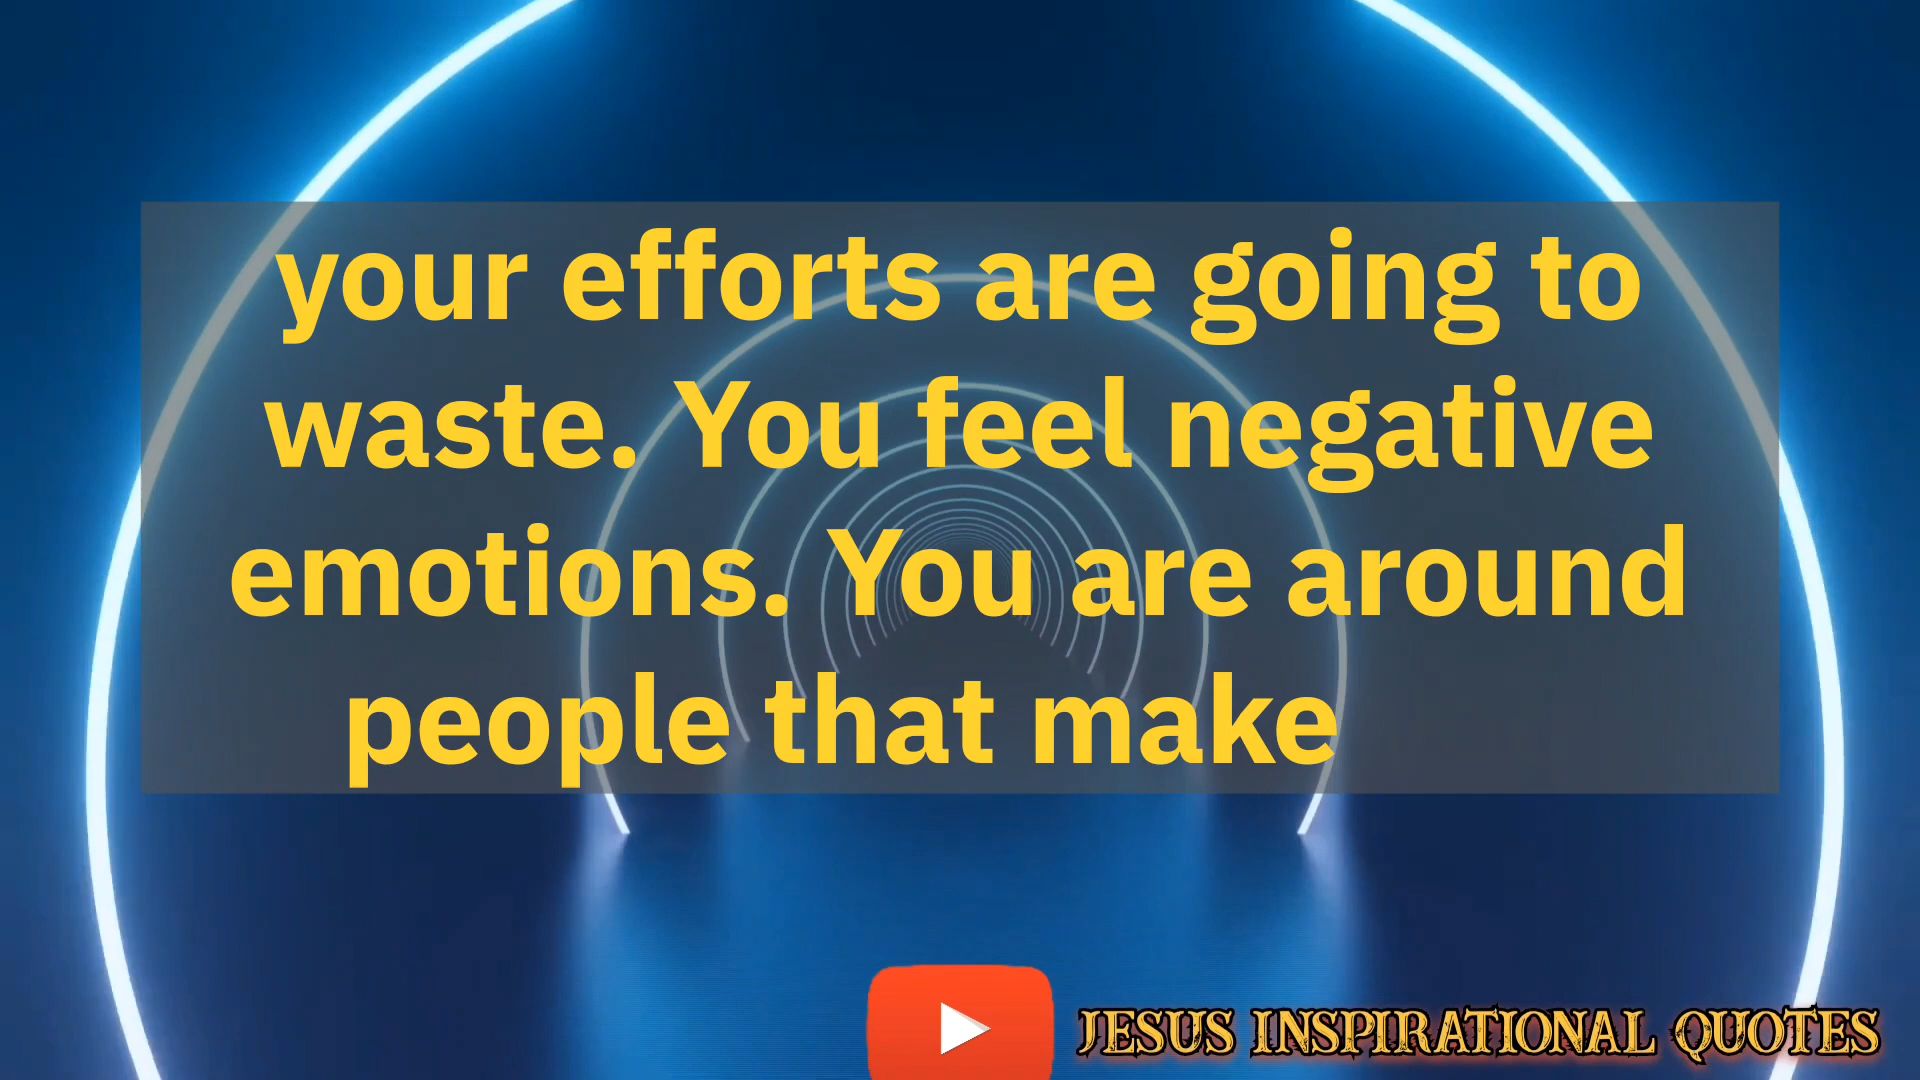 your efforts are going to
waste. You feel negative
emotions. You are around
people that make
JESUS INSPIRATIONAL QUOTES